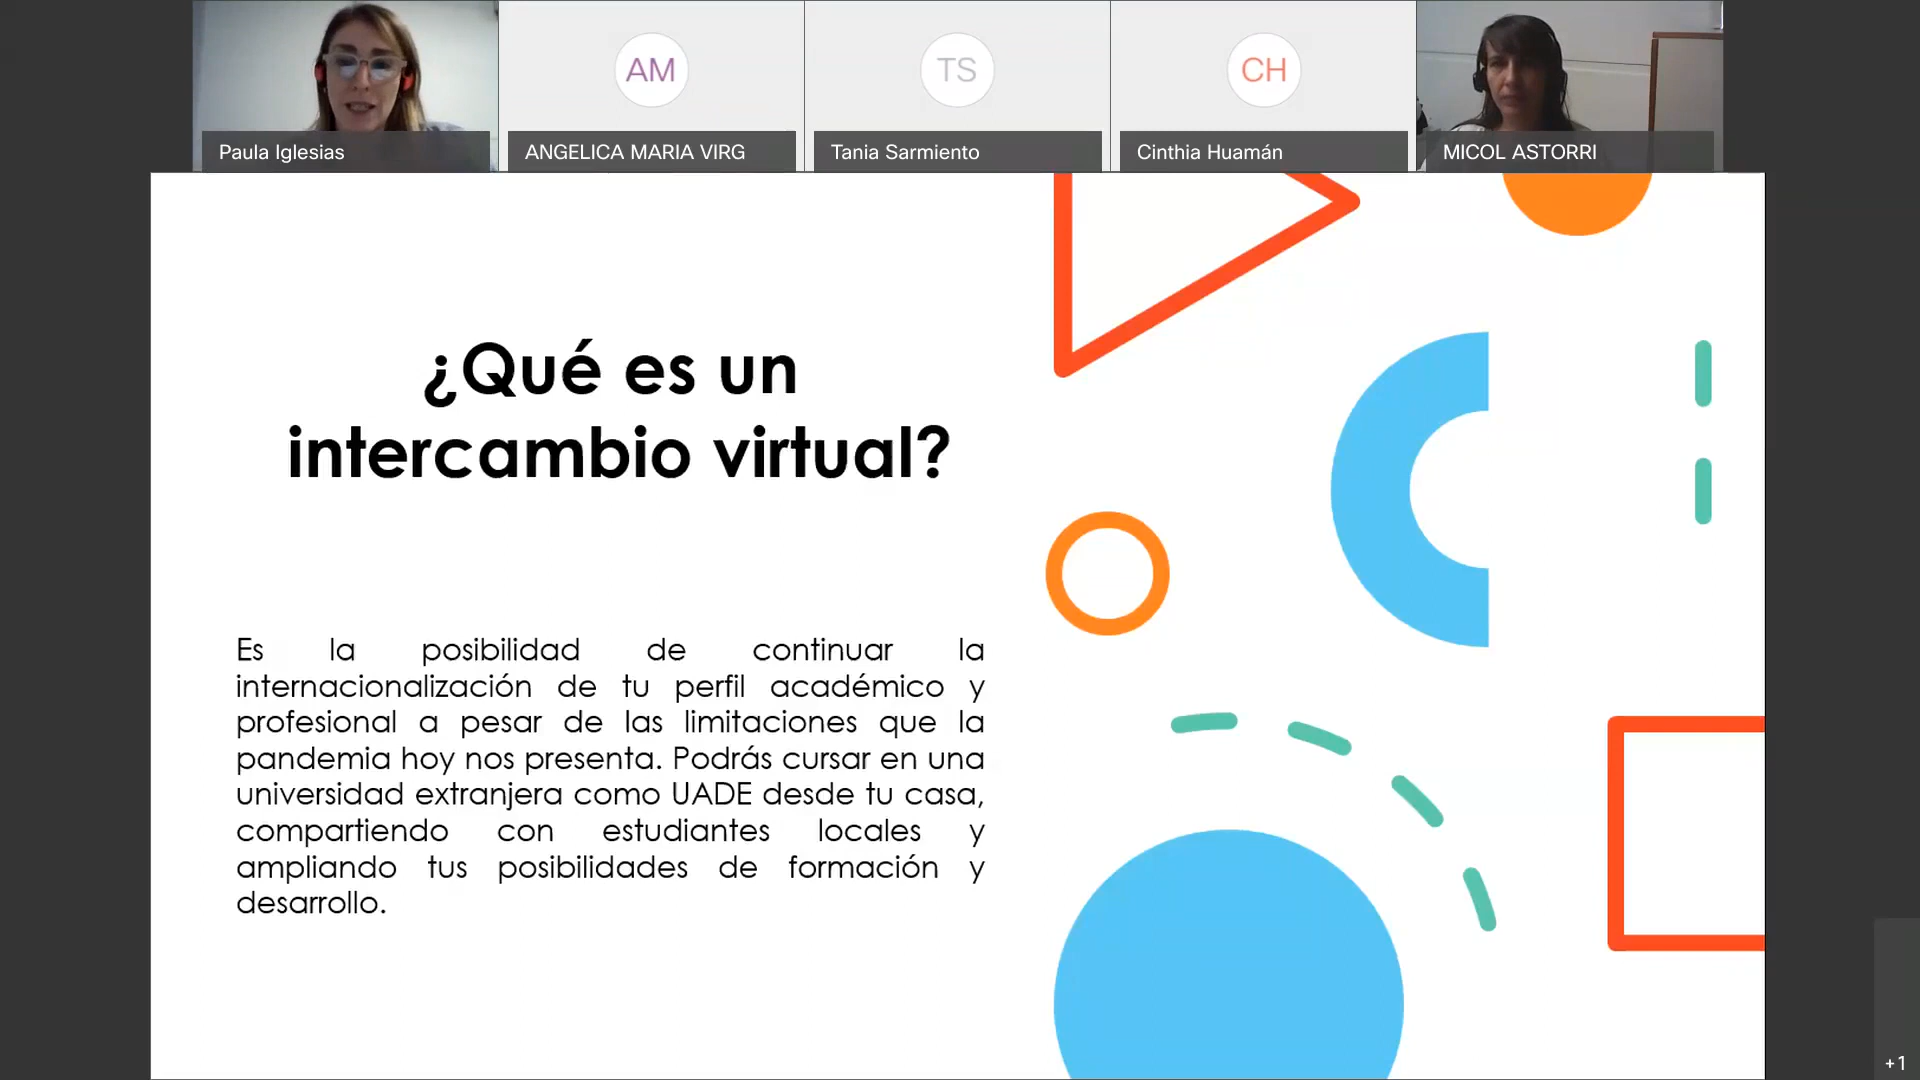 AM
TS
CH
Paula Iglesias
ANGELICA MARIA VIRG
Tania Sarmiento
Cinthia Huamán
MICOL ASTORRI
¿Qué es un
intercambio virtual?
Es la posibilidad de continuar la
internacionalización de tu perfil académico y
profesional a pesar de las limitaciones que la
pandemia hoy nos presenta. Podrás cursar en una
universidad extranjera como UADE desde tu casa,
compartiendo con estudiantes locales y
ampliando tus posibilidades de formación y
desarrollo.
+1